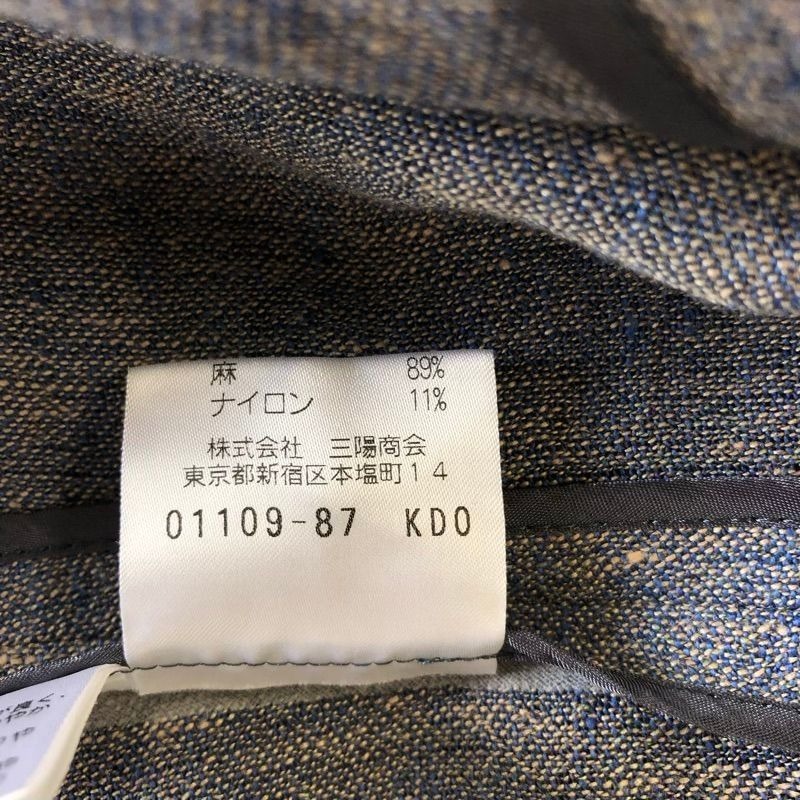 麻 89%
ナイロン 11%
株式会社 三陽商会
東京都新宿区本塩町14
01109-87 KDO